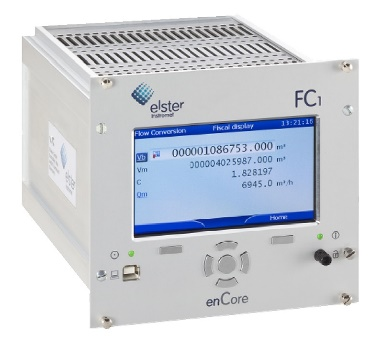 elster
Instromet
FC1
Flow Conversion Fiscal display 13:21:16
Vb 000001086753.000 m³
Vm 000004025987.000 m³
C 1.828197
Qm 6945.0 m³/h
Home
enCore